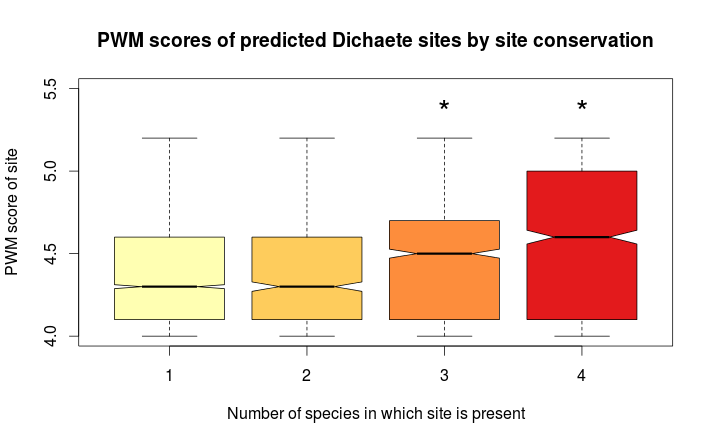 PWM scores of predicted Dichaete sites by site conservation
PWM score of site
5.5
5.0
4.5
4.0
* *
1 2 3 4
Number of species in which site is present